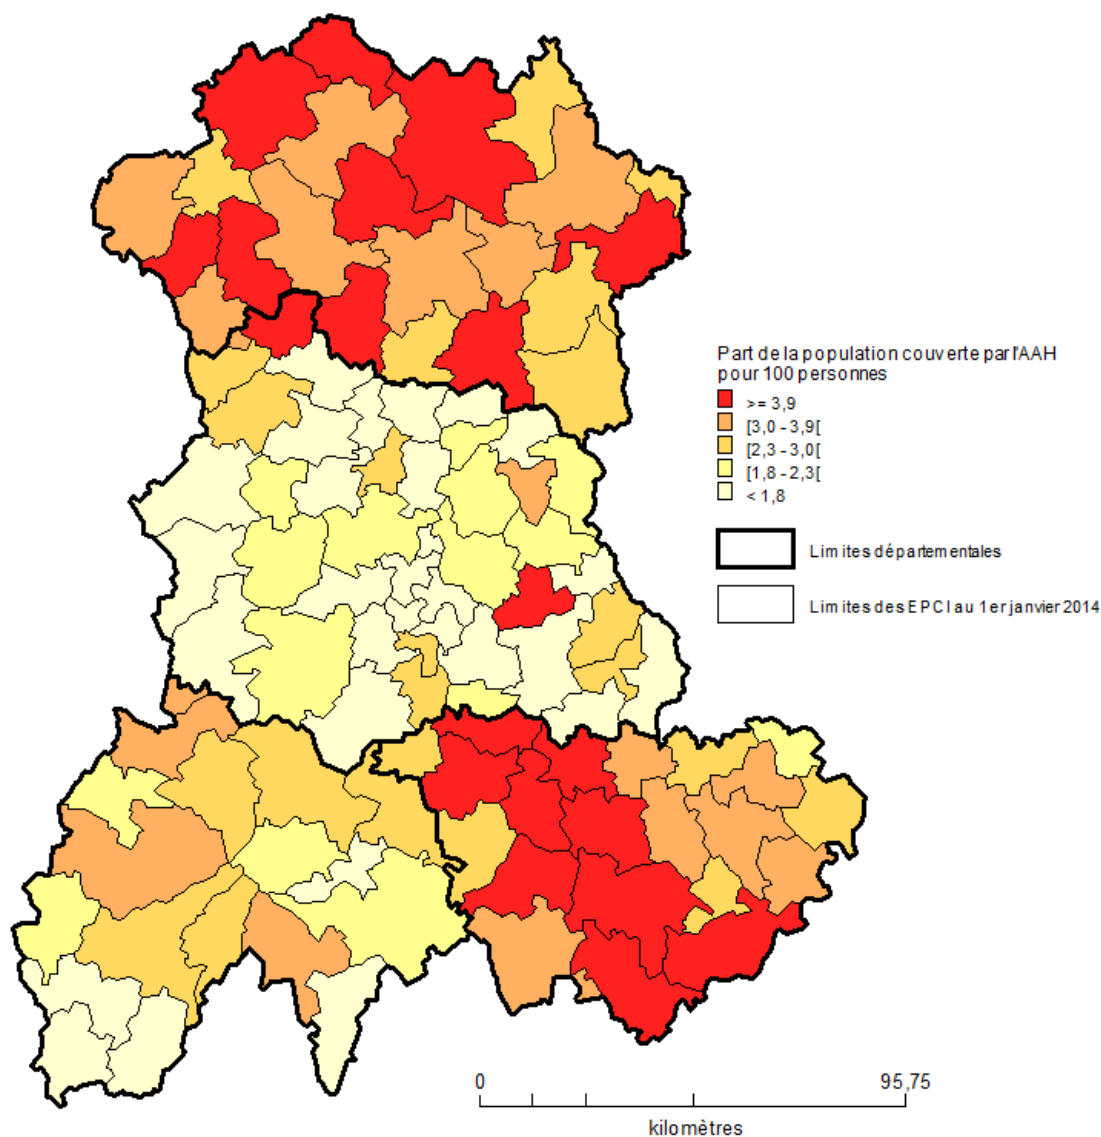 Part de la population couverte par l'AAH
pour 100 personnes
>= 3,9
[3,0 - 3,9[
[2,3 - 3,0[
[1,8 - 2,3[
< 1,8
Limites départementales
Limites des EPCI au 1er janvier 2014
0 95,75
kilomètres